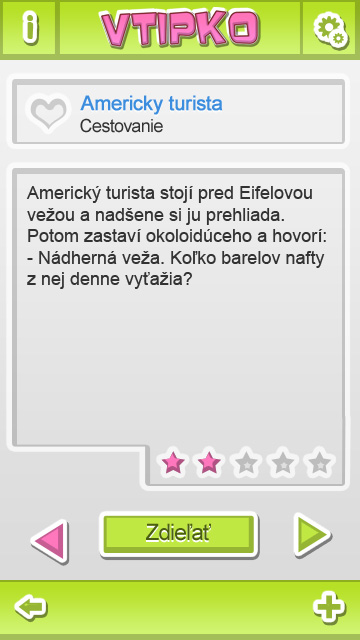 VTIPKO
Americky turista
Cestovanie
Americký turista stojí pred Eifelovou
vežou a nadšene si ju prehliada.
Potom zastaví okoloidúceho a hovorí:
- Nádherná veža. Koľko barelov nafty
z nej denne vyťažia?
Zdieľať